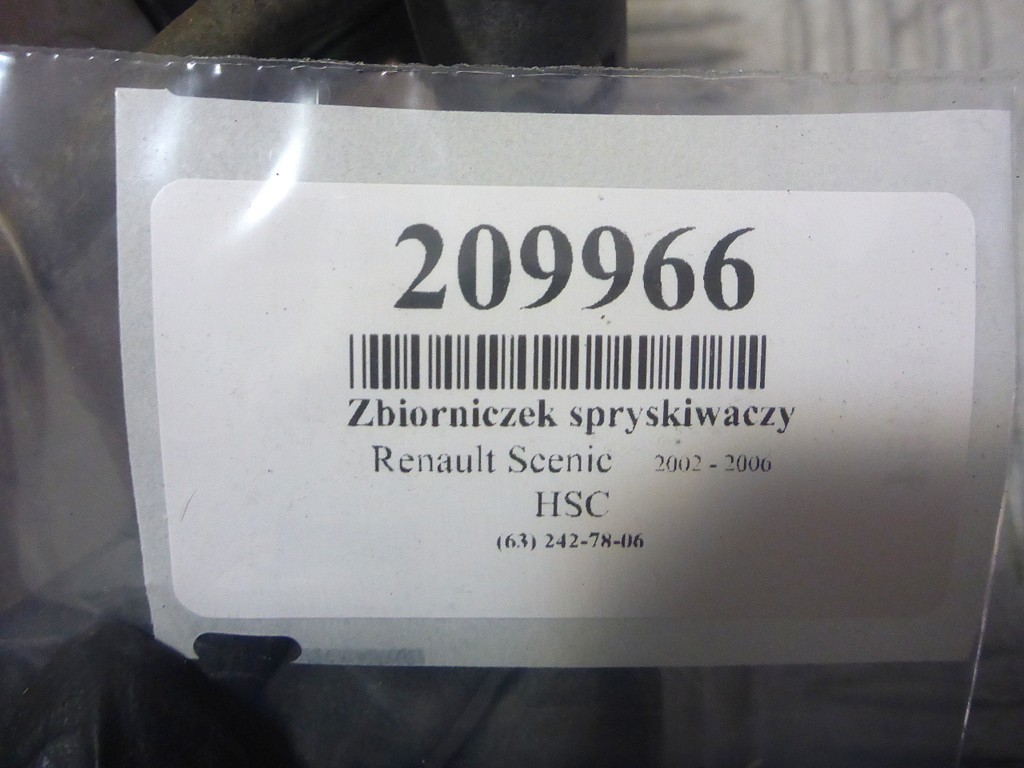 209966
Zbiorniczek spryskiwaczy
Renault Scenic 2002 - 2006
HSC
(63) 242-78-06